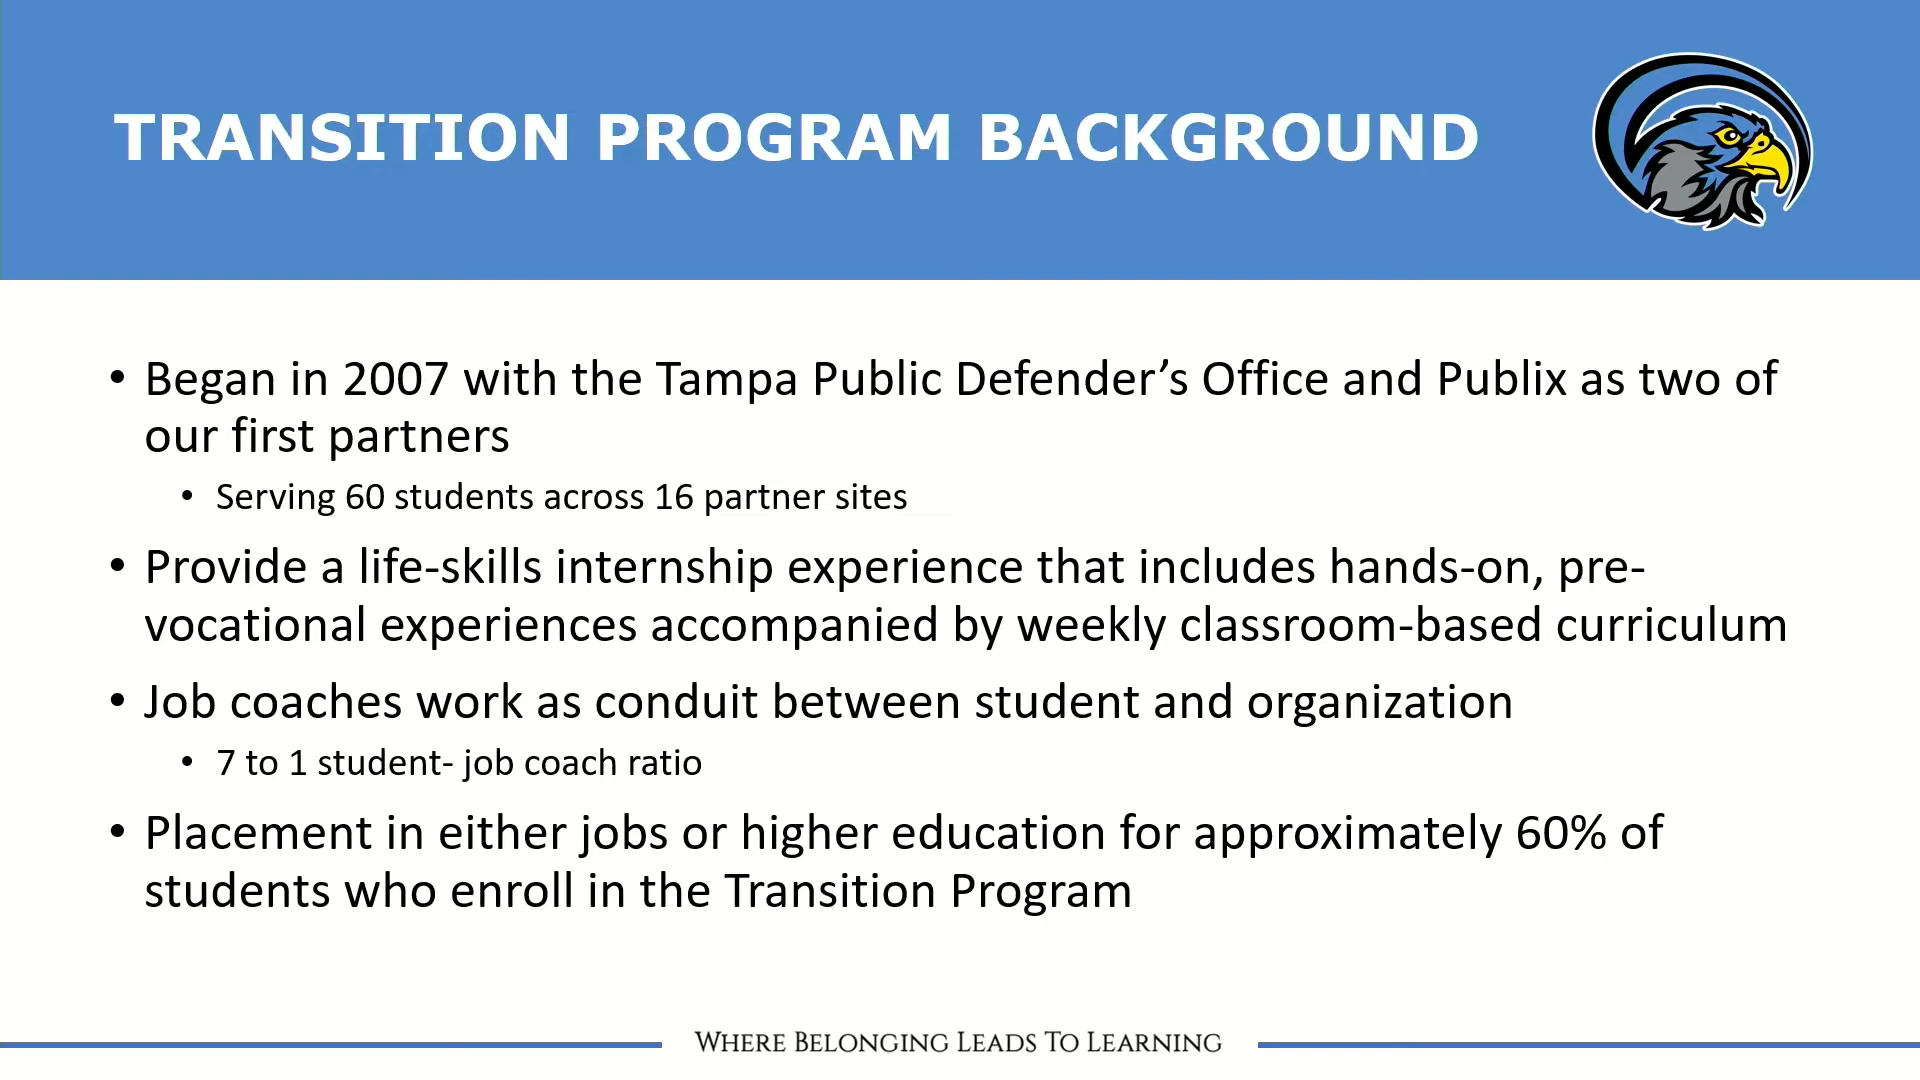 TRANSITION PROGRAM BACKGROUND
• Began in 2007 with the Tampa Public Defender’s Office and Publix as two of
our first partners
• Serving 60 students across 16 partner sites
• Provide a life-skills internship experience that includes hands-on, pre-
vocational experiences accompanied by weekly classroom-based curriculum
• Job coaches work as conduit between student and organization
• 7 to 1 student- job coach ratio
• Placement in either jobs or higher education for approximately 60% of
students who enroll in the Transition Program
Where Belonging Leads To Learning